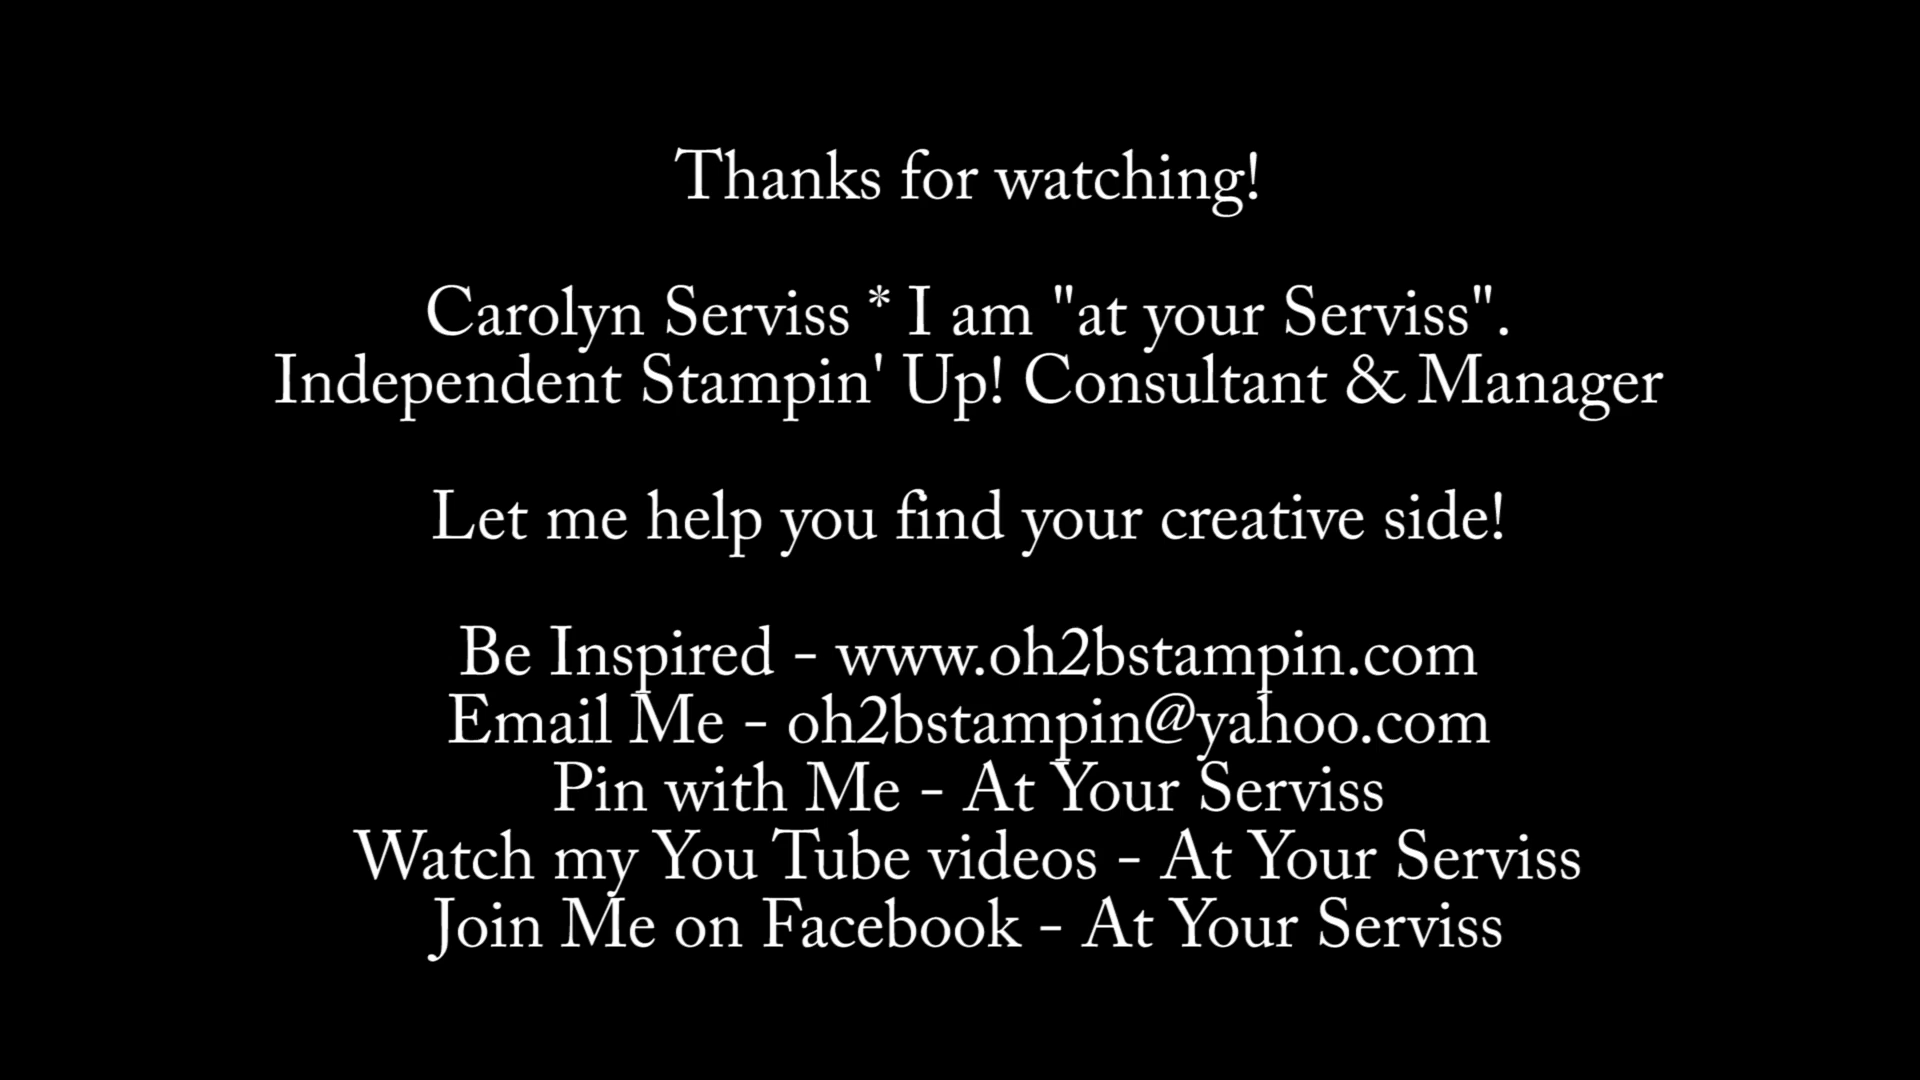 Thanks for watching!
Carolyn Serviss * I am "at your Serviss".
Independent Stampin' Up! Consultant & Manager
Let me help you find your creative side!
Be Inspired - www.oh2bstampin.com
Email Me - oh2bstampin@yahoo.com
Pin with Me - At Your Serviss
Watch my You Tube videos - At Your Serviss
Join Me on Facebook - At Your Serviss